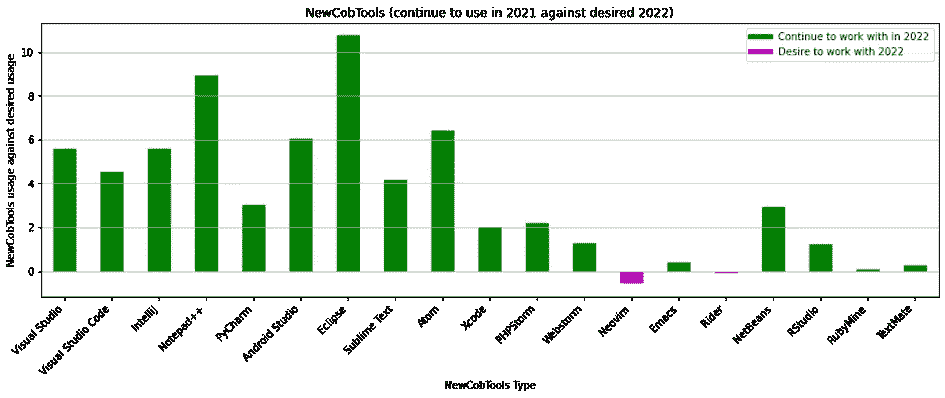 NewCobTools (continue to use in 2021 against desired 2022)
Continue to work with in 2022
Desire to work with 2022
NewCobTools usage against desired usage
10
8
6
4
2
0
Visual Studio
Visual Studio Code
IntelliJ
Notepad++
PyCharm
Android Studio
Eclipse
Sublime Text
Atom
Xcode
PHPStorm
Webstorm
Neovim
Emacs
Rider
NetBeans
RStudio
RubyMine
TextMate
NewCobTools Type